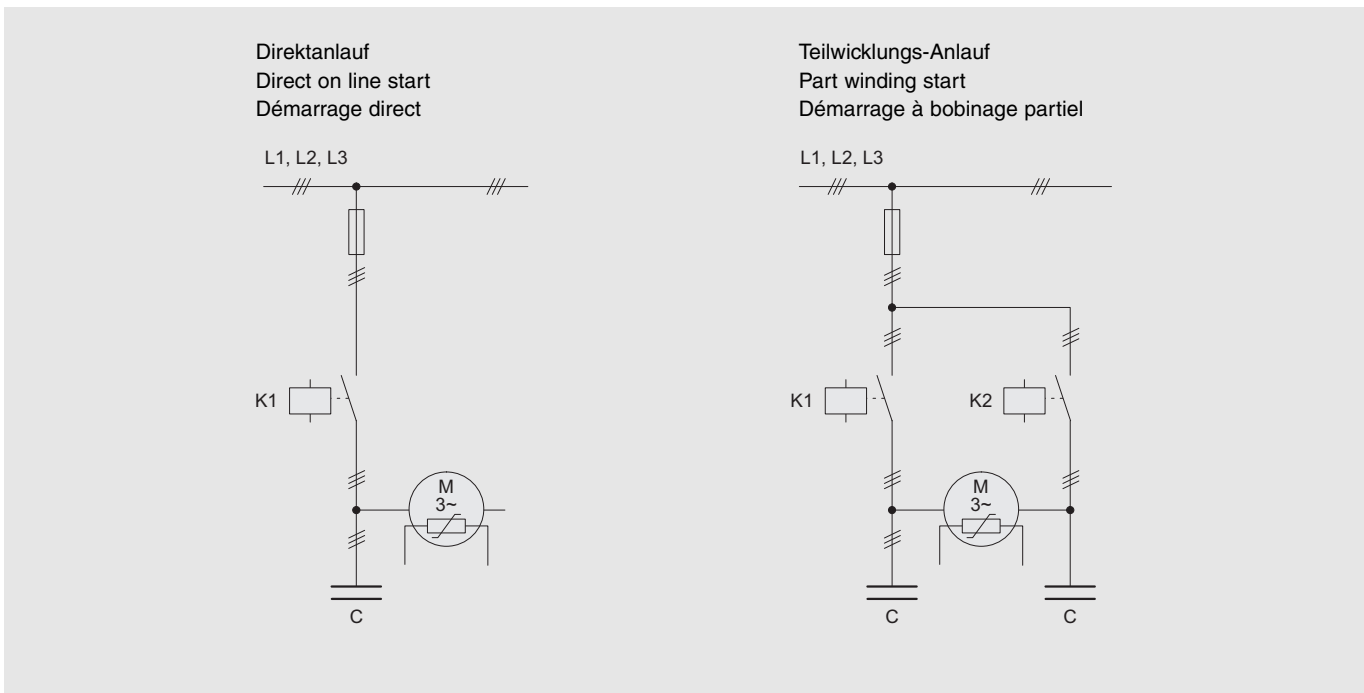 Direktanlauf
Direct on line start
Démarrage direct
L1, L2, L3
K1
M
3~
C
Teilwicklungs-Anlauf
Part winding start
Démarrage à bobinage partiel
L1, L2, L3
K1
K2
M
3~
C
C